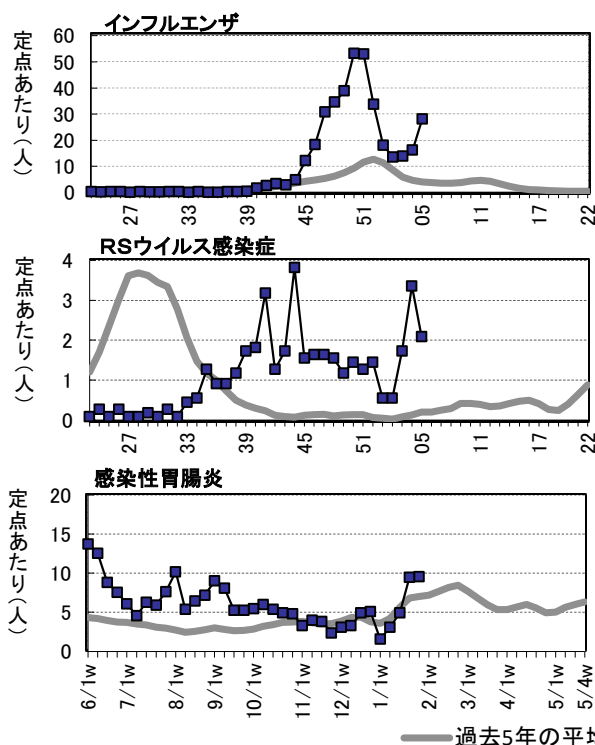 インフルエンザ
定点あたり(人)
60
50
40
30
20
10
0
27
33
39
45
51
05
11
17
22
RSウイルス感染症
定点あたり(人)
4
3
2
1
0
27
33
39
45
51
05
11
17
22
感染性胃腸炎
定点あたり(人)
20
15
10
5
0
6/1w
7/1w
8/1w
9/1w
10/1w
11/1w
12/1w
1/1w
2/1w
3/1w
4/1w
5/1w
5/4w
過去5年の平均